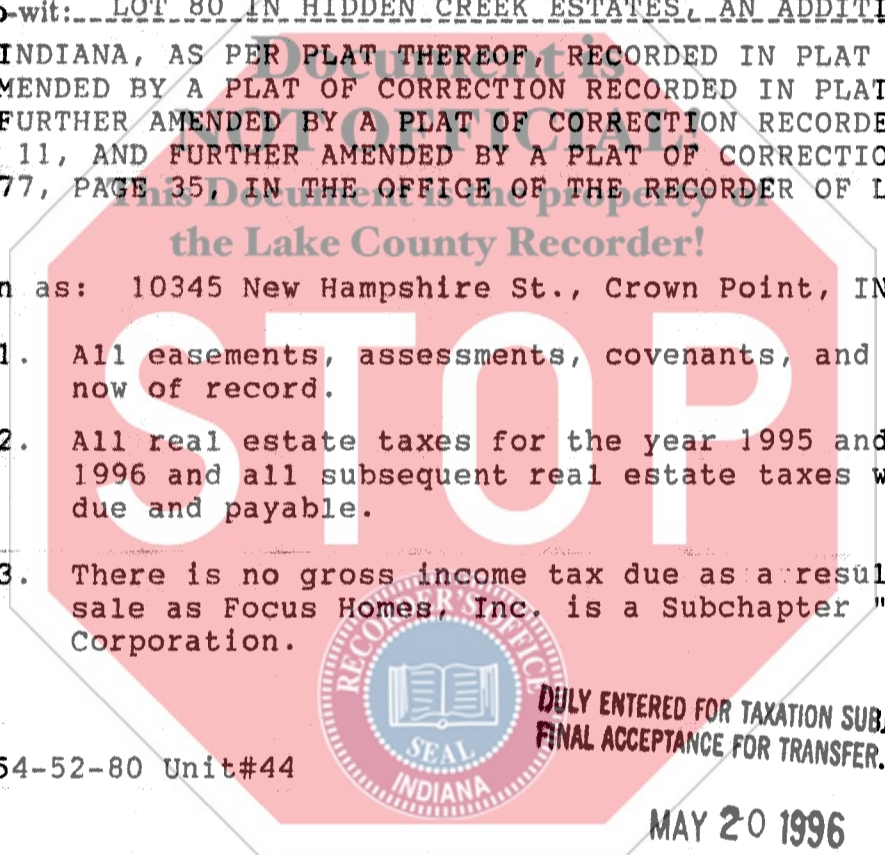 o-wit: LOT 80 IN HIDDEN CREEK ESTATES, AN ADDITI
INDIANA, AS PER PLAT THEREOF, RECORDED IN PLAT
MENDED BY A PLAT OF CORRECTION RECORDED IN PLAT
FURTHER AMENDED BY A PLAT OF CORRECTION RECORDE
11, AND FURTHER AMENDED BY A PLAT OF CORRECTIO
77, PAGE 35, IN THE OFFICE OF THE RECORDER OF L
Document is
NOT OFFICIAL!
This Document is the property of
the Lake County Recorder!
n as: 10345 New Hampshire St., Crown Point, IN
STOP
1. All easements, assessments, covenants, and
now of record.
2. All real estate taxes for the year 1995 and
1996 and all subsequent real estate taxes w
due and payable.
3. There is no gross income tax due as a resul
sale as Focus Homes, Inc. is a Subchapter "
Corporation.
RECORDER'S OFFICE
SEAL
INDIANA
DULY ENTERED FOR TAXATION SUBJ
FINAL ACCEPTANCE FOR TRANSFER.
54-52-80 Unit#44
MAY 20 1996